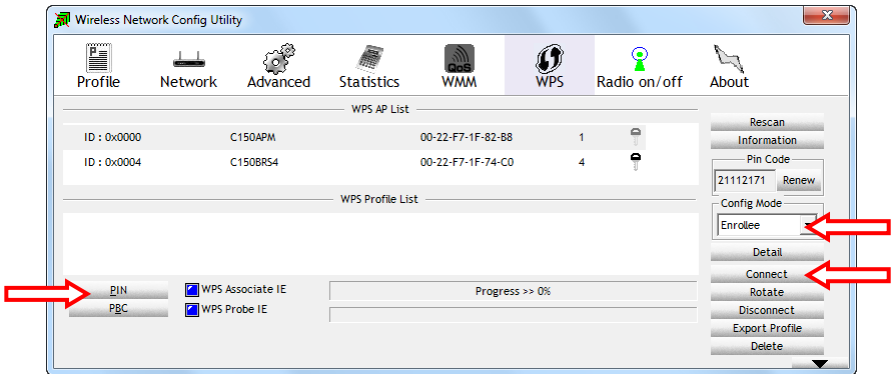 Wireless Network Config Utility
Profile Network Advanced Statistics QoS WMM WPS Radio on/off About
WPS AP List
ID : 0x0000 C150APM 00-22-F7-1F-82-B8 1
ID : 0x0004 C150BRS4 00-22-F7-1F-74-C0 4
WPS Profile List
Rescan
Information
Pin Code
21112171 Renew
Config Mode
Enrollee
Detail
Connect
Rotate
Disconnect
Export Profile
Delete
PIN WPS Associate IE Progress >> 0%
PBC WPS Probe IE